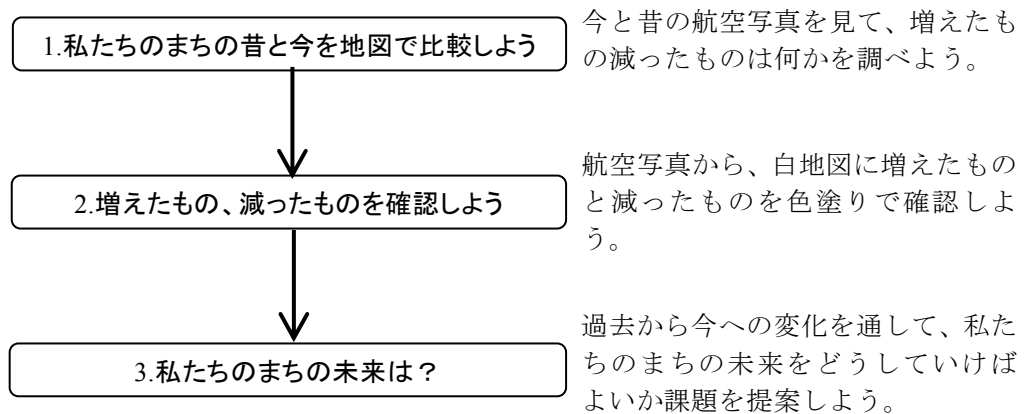 1.私たちのまちの昔と今を地図で比較しよう
今と昔の航空写真を見て、増えたも
の減ったものは何かを調べよう。
2.増えたもの、減ったものを確認しよう
航空写真から、白地図に増えたもの
と減ったものを色塗りで確認しよ
う。
3.私たちのまちの未来は？
過去から今への変化を通して、私た
ちのまちの未来をどうしていけば
よいか課題を提案しよう。